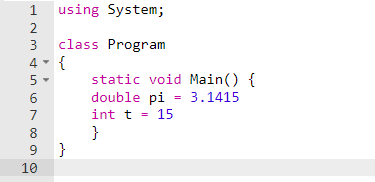 1 using System;
2
3 class Program
4 {
5 static void Main() {
6 double pi = 3.1415
7 int t = 15
8 }
9 }
10